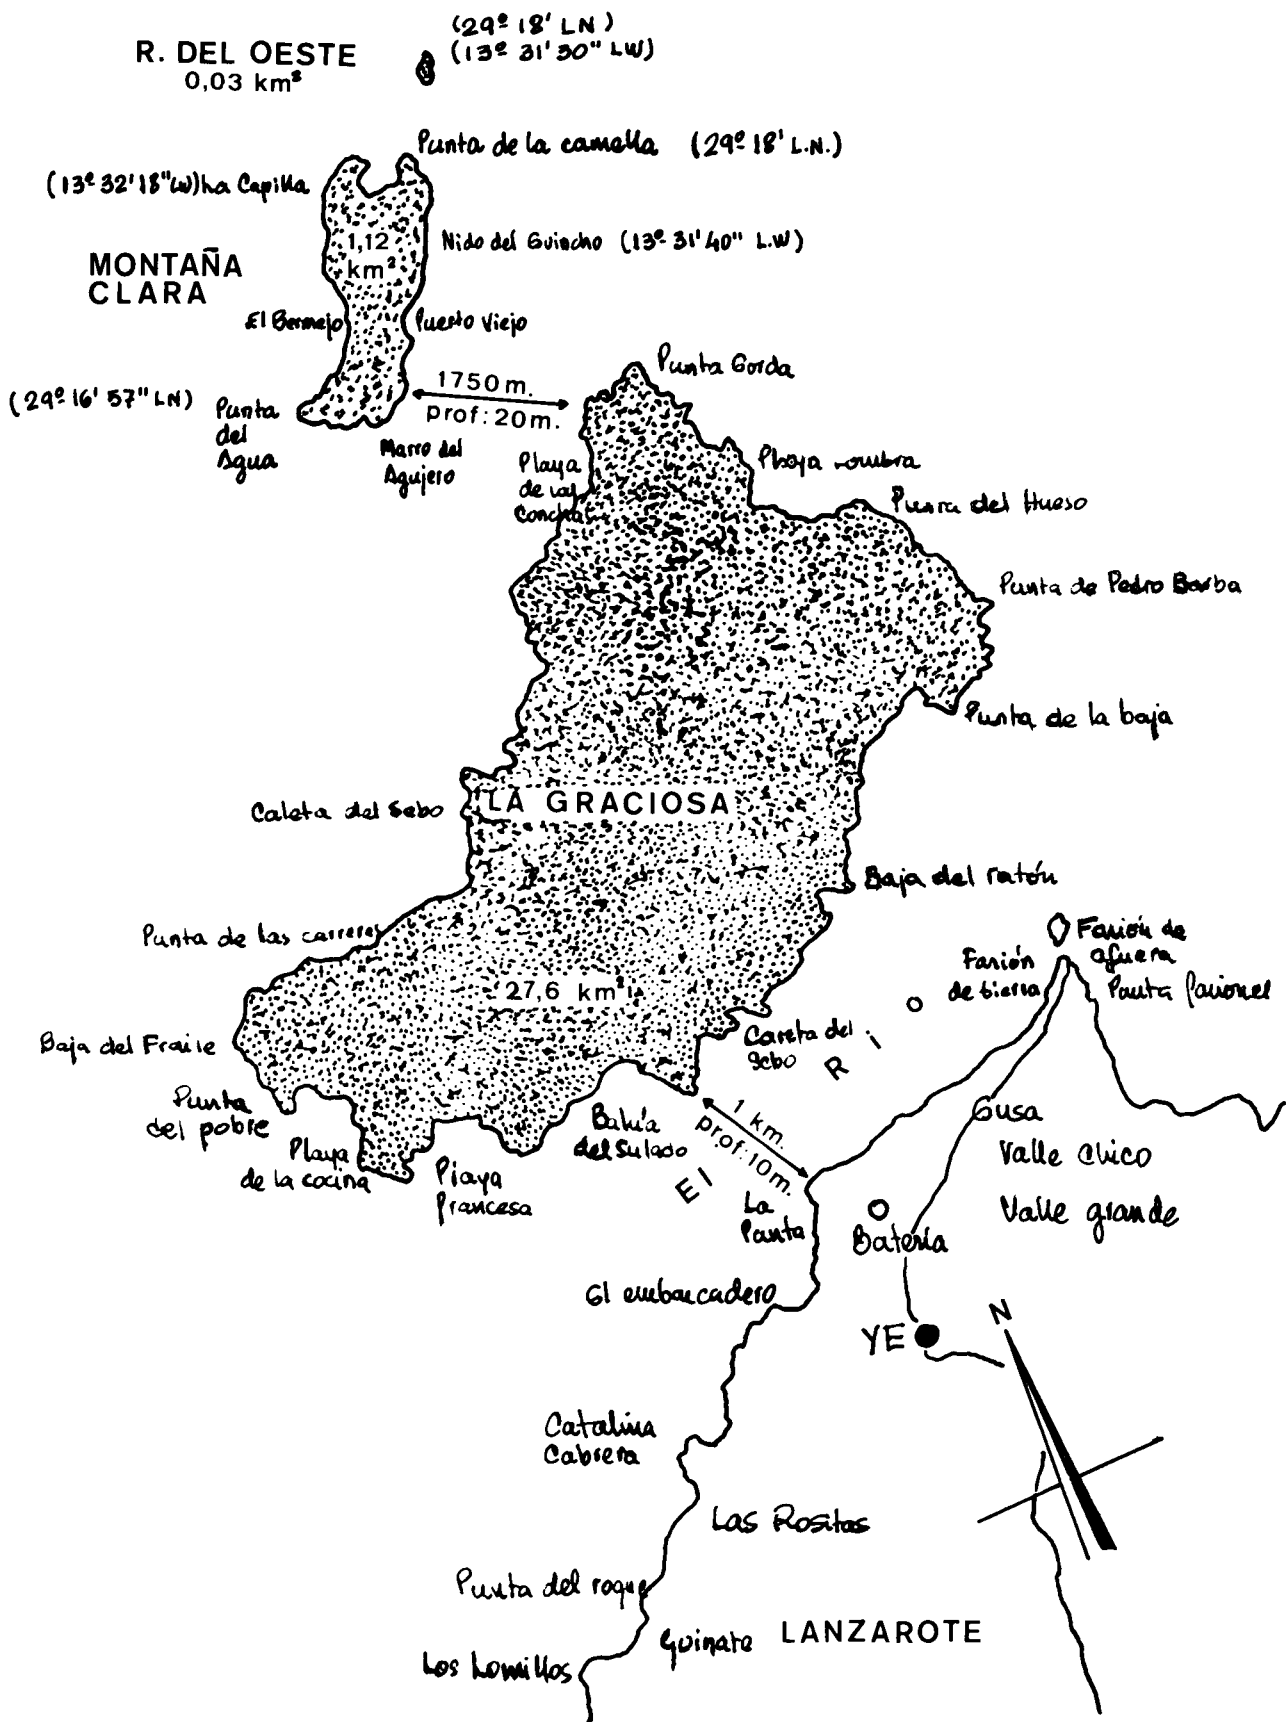 (29º 18' LN)
R. DEL OESTE
(13º 31' 30" LW)
0,03 km²
Punta de la camella (29º 18' L.N.)
(13º 32' 18" LW) La Capilla
1,12
km²
Nido del Guincho (13º 31' 40" L.W)
MONTAÑA
CLARA
El Bermejo
Puerto Viejo
Punta Gorda
1750 m.
prof: 20 m.
(29º 16' 57" LN)
Punta
del
Agua
Marro del
Agujero
Playa
de las
Conchas
Playa
Punta del Hueso
Punta de Pedro Barba
Punta de la baja
LA GRACIOSA
Caleta del Sebo
Baja del ratón
Punta de las carreras
Farión de
afuera
Farión
de tierra
Punta farionel
27,6 km²
Baja del Fraile
Careta del
Sebo
El Rí
Punta
del pobre
1 km.
prof: 10 m.
Gusa
Bahía
del Sulado
Playa
de la cocina
Playa
francesa
Valle chico
La
Punta
Valle grande
Batería
El embarcadero
N
YE
Catalina
Cabrera
Las Rositas
Punta del roque
Guinate
LANZAROTE
Los Lomillos